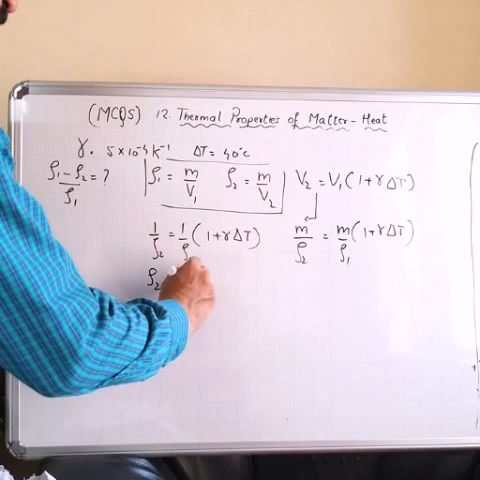 (MCQS) 12. Thermal Properties of Matter - Heat
γ. 5×10⁻⁴ K⁻¹ ΔT = 40°C
(ρ₁ - ρ₂)/ρ₁ = ? ρ₁ = m/V₁ ρ₂ = m/V₂ V₂ = V₁(1+γΔT)
1/ρ₂ = 1/ρ₁ (1+γΔT) m/ρ₂ = m/ρ₁ (1+γΔT)
ρ₂